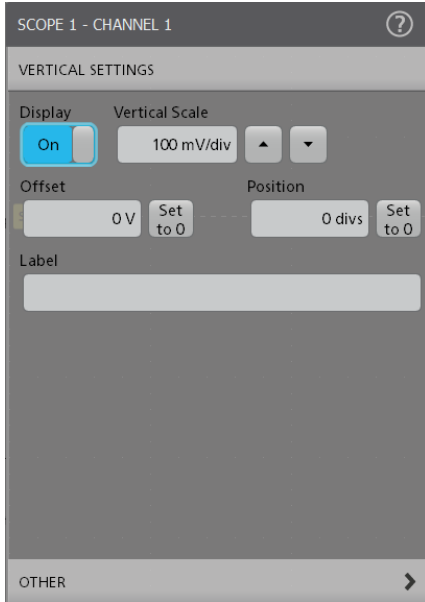 SCOPE 1 - CHANNEL 1 ?
VERTICAL SETTINGS
Display Vertical Scale
On 100 mV/div
Offset Position
0 V Set to 0 0 divs Set to 0
Label
OTHER